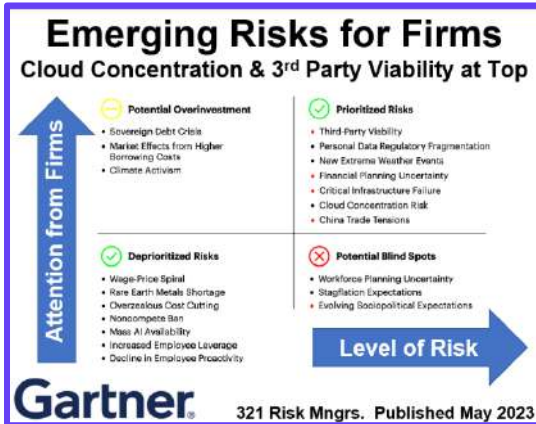 Emerging Risks for Firms
Cloud Concentration & 3rd Party Viability at Top
Attention from Firms
Potential Overinvestment
• Sovereign Debt Crisis
• Market Effects from Higher
Borrowing Costs
• Climate Activism
Prioritized Risks
• Third-Party Viability
• Personal Data Regulatory Fragmentation
• New Extreme Weather Events
• Financial Planning Uncertainty
• Critical Infrastructure Failure
• Cloud Concentration Risk
• China Trade Tensions
Deprioritized Risks
• Wage-Price Spiral
• Rare Earth Metals Shortage
• Overzealous Cost Cutting
• Noncompete Ban
• Mass AI Availability
• Increased Employee Leverage
• Decline in Employee Proactivity
Potential Blind Spots
• Workforce Planning Uncertainty
• Stagflation Expectations
• Evolving Sociopolitical Expectations
Level of Risk
Gartner®
321 Risk Mngrs. Published May 2023